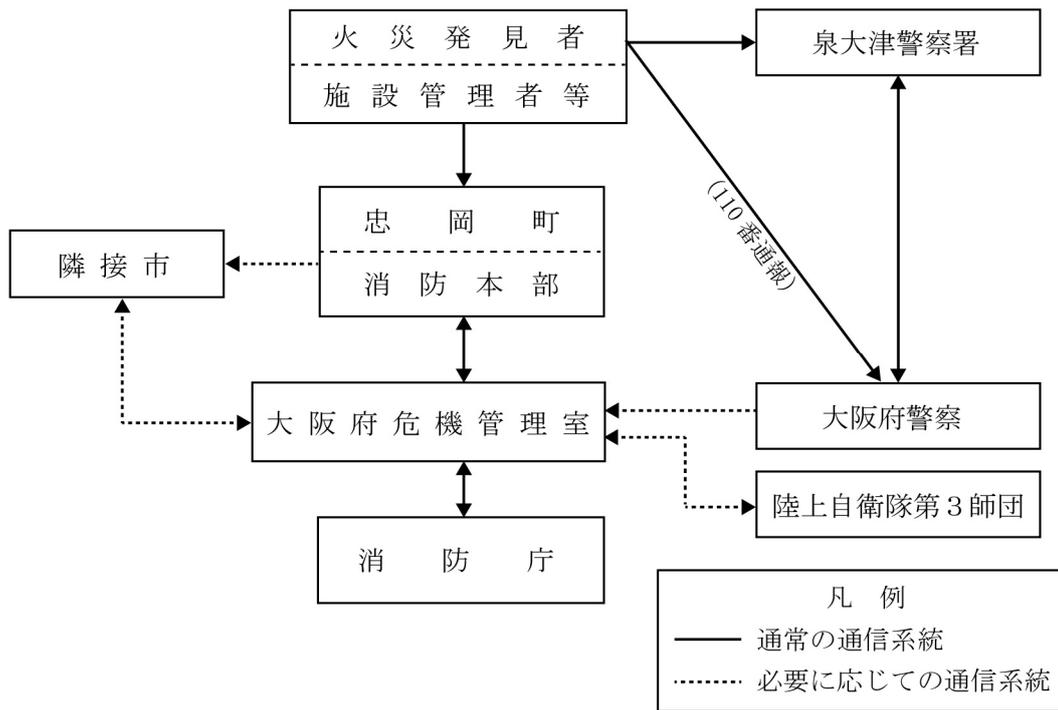 火災発見者
施設管理者等
泉大津警察署
(110番通報)
忠岡町
消防本部
隣接市
大阪府危機管理室
大阪府警察
陸上自衛隊第3師団
消防庁
凡例
通常の通信系統
必要に応じての通信系統